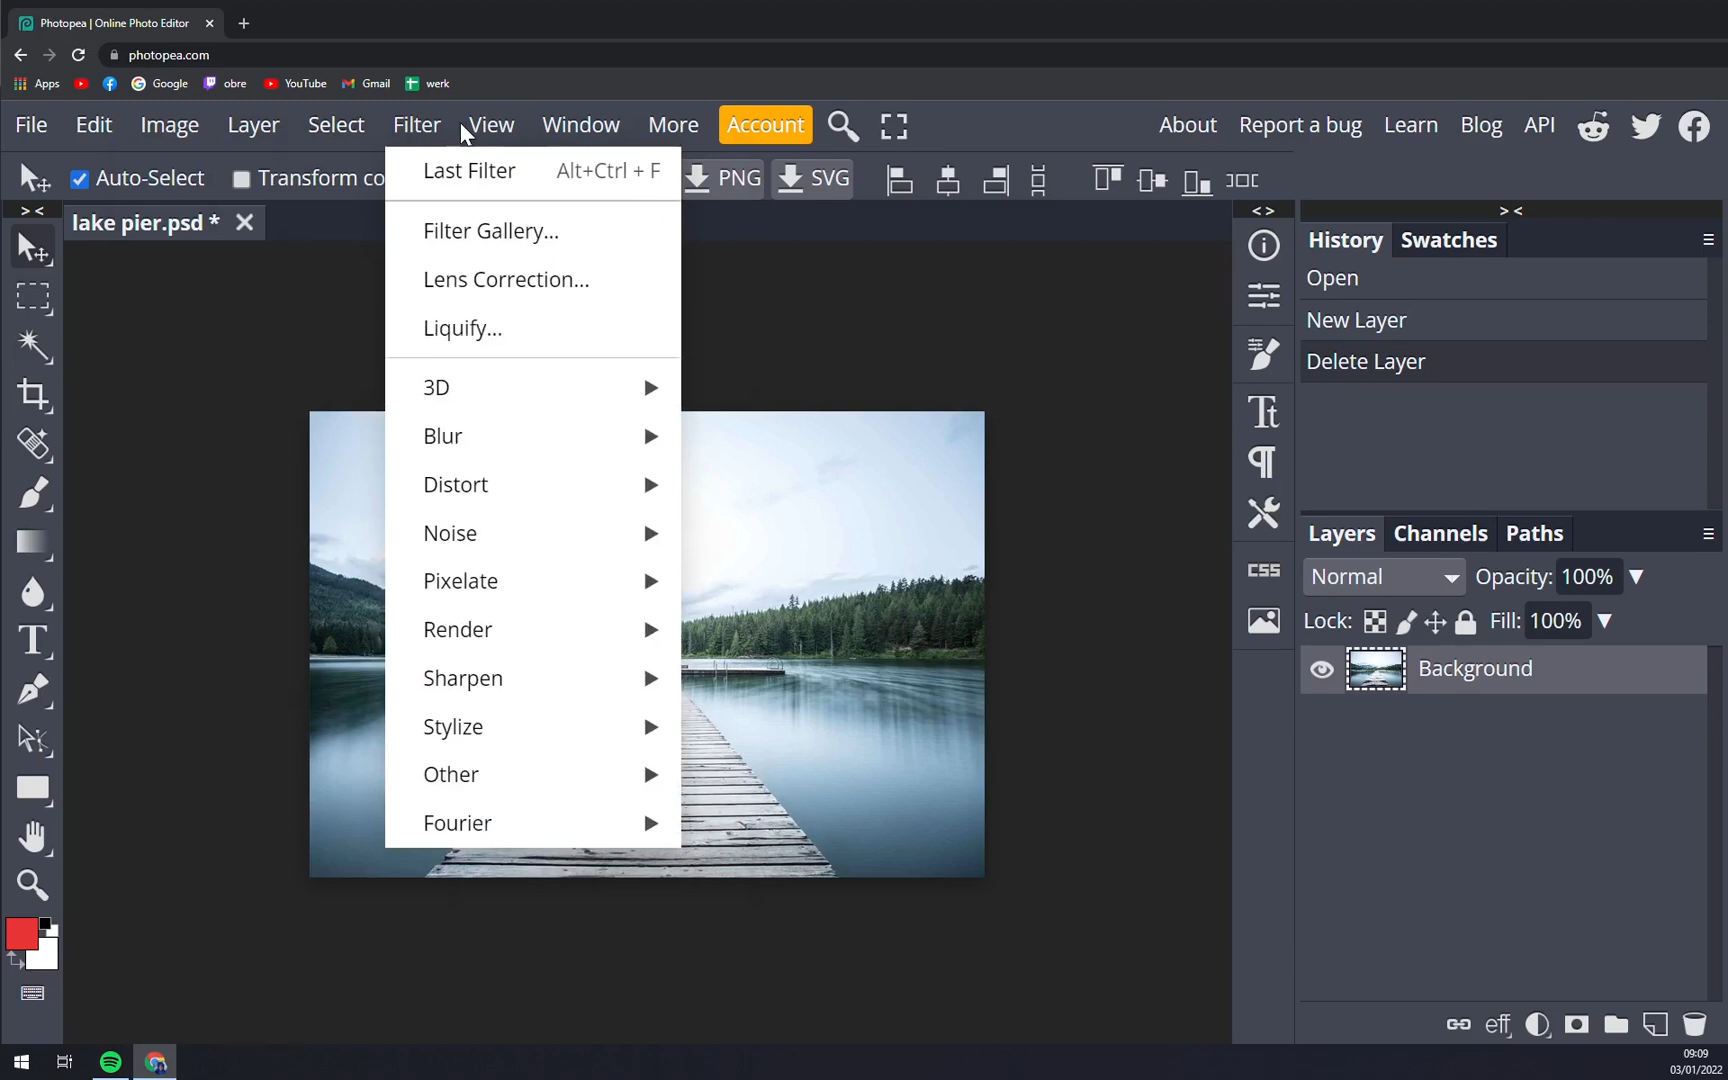 Photopea | Online Photo Editor
photopea.com
Apps Google obre YouTube Gmail werk
File Edit Image Layer Select Filter View Window More Account About Report a bug Learn Blog API
Auto-Select Transform co PNG SVG
lake pier.psd *
Last Filter Alt+Ctrl + F
Filter Gallery...
Lens Correction...
Liquify...
3D
Blur
Distort
Noise
Pixelate
Render
Sharpen
Stylize
Other
Fourier
CSS
History Swatches
Open
New Layer
Delete Layer
Layers Channels Paths
Normal Opacity: 100%
Lock: Fill: 100%
Background
eff
09:09
03/01/2022